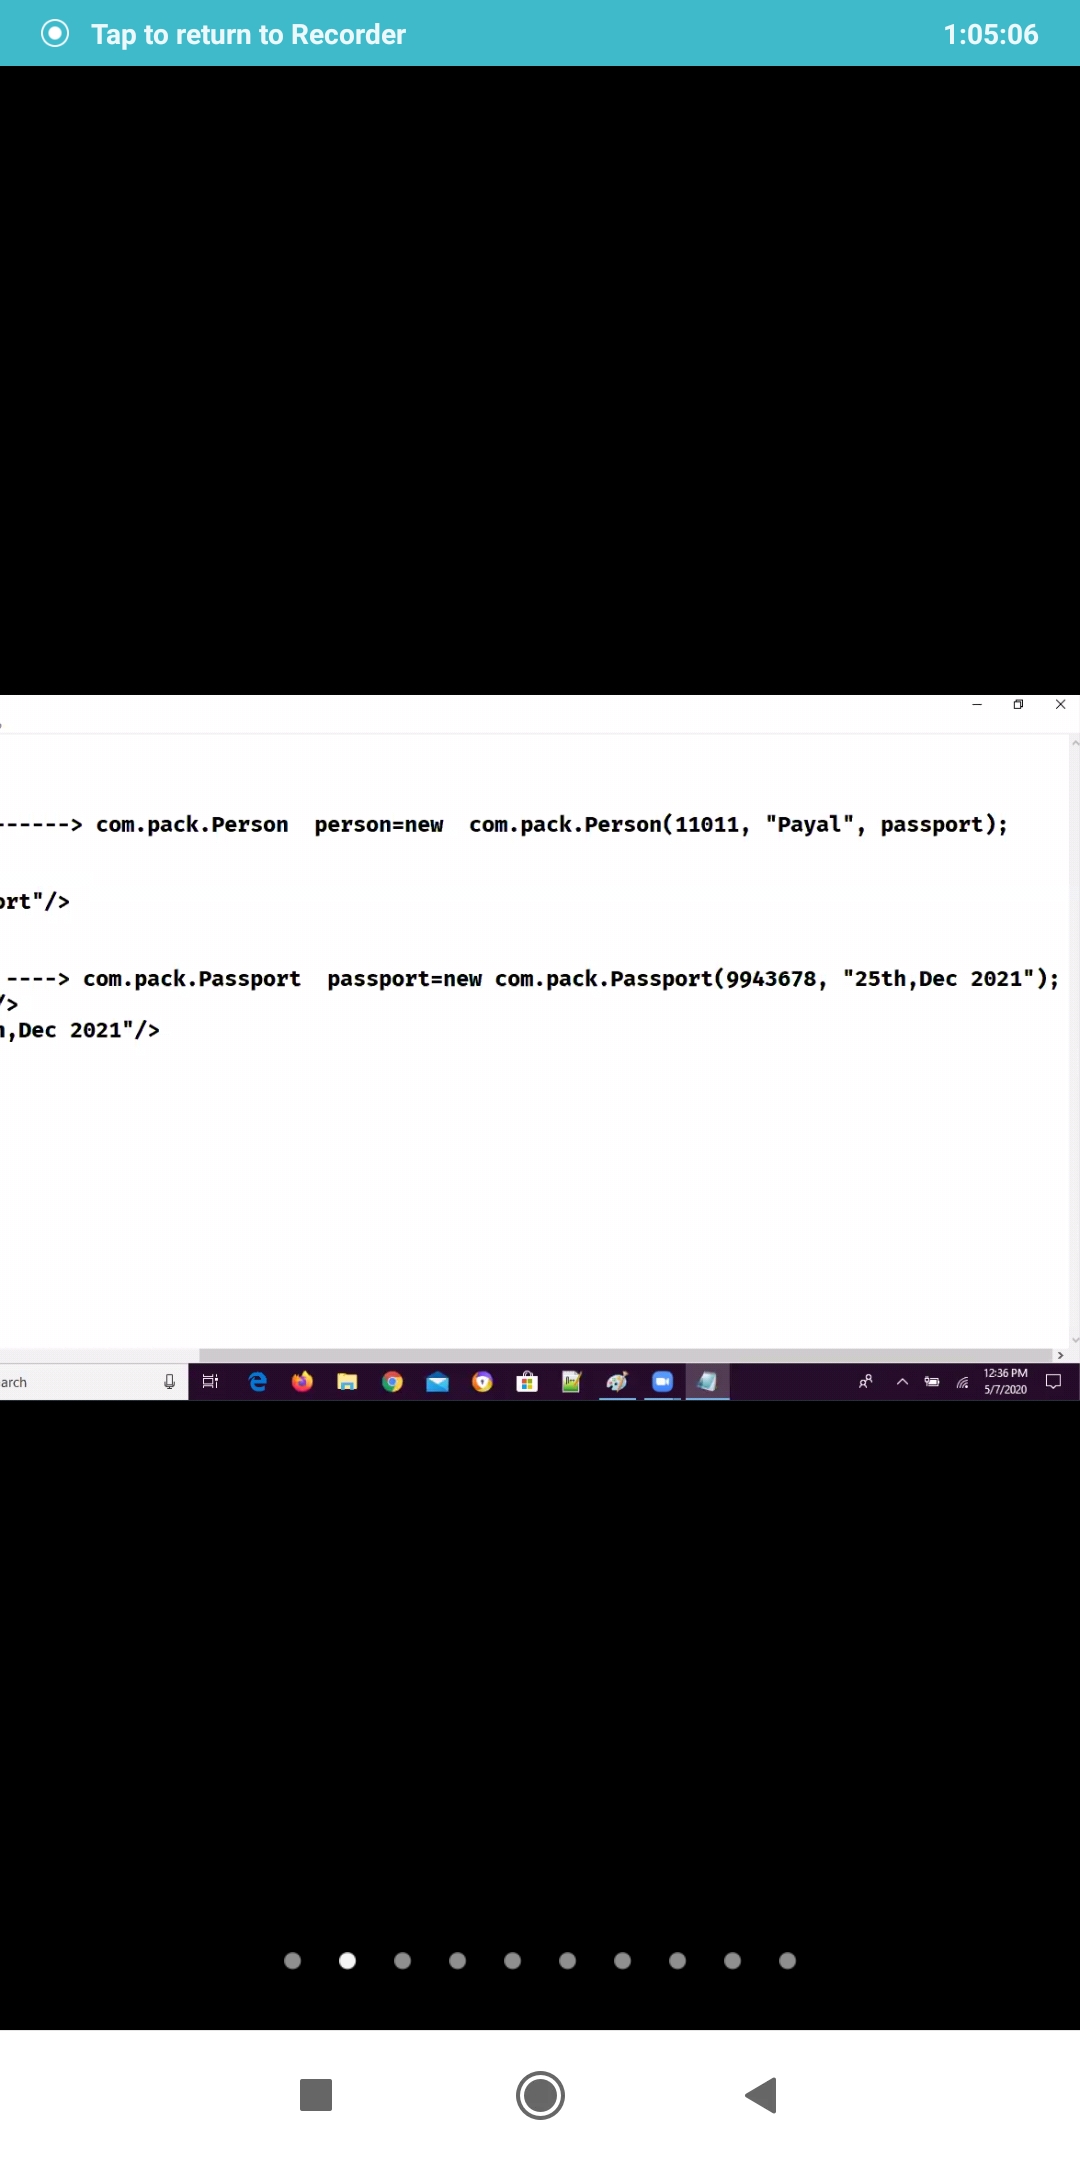 Tap to return to Recorder 1:05:06
------> com.pack.Person  person=new  com.pack.Person(11011, "Payal", passport);
ort"/>
----> com.pack.Passport  passport=new com.pack.Passport(9943678, "25th,Dec 2021");
/>
,Dec 2021"/>
arch
12:36 PM
5/7/2020